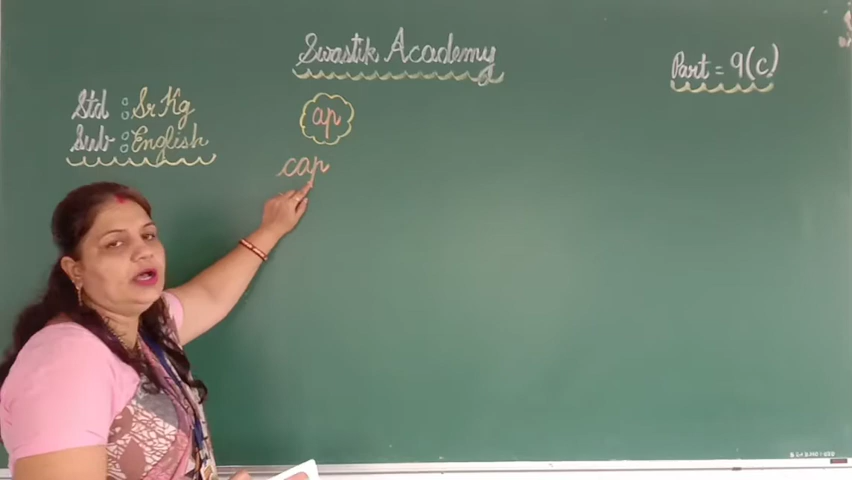 Swastik Academy
Part = 9(c)
Std : Sr Kg
Sub : English
ap
cap